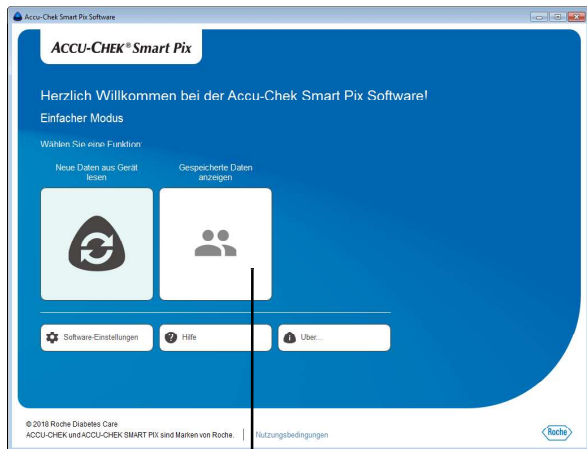 Accu-Chek Smart Pix Software
ACCU-CHEK® Smart Pix
Herzlich Willkommen bei der Accu-Chek Smart Pix Software!
Einfacher Modus
Wählen Sie eine Funktion:
Neue Daten aus Gerät
lesen
Gespeicherte Daten
anzeigen
Software-Einstellungen
Hilfe
Über...
© 2018 Roche Diabetes Care
ACCU-CHEK und ACCU-CHEK SMART PIX sind Marken von Roche.
Nutzungsbedingungen
Roche